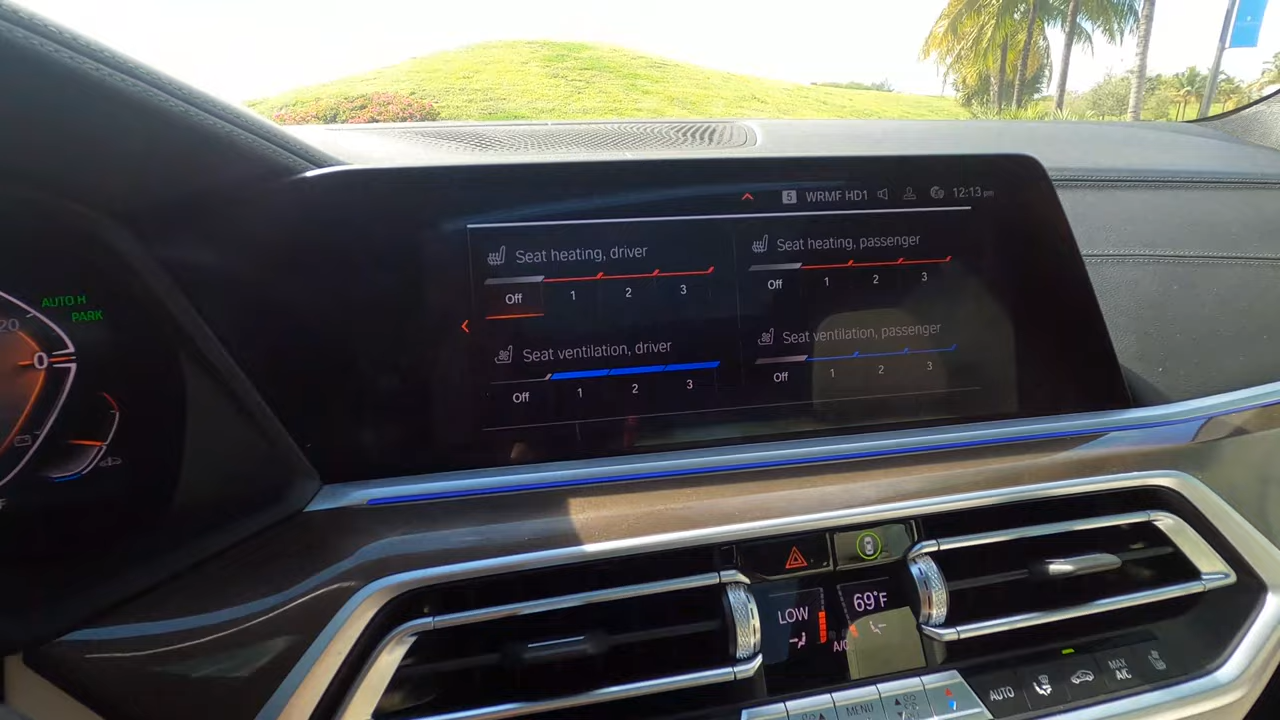 5 WRMF HD1 12:13 pm
Seat heating, driver
Off 1 2 3
Seat heating, passenger
Off 1 2 3
Seat ventilation, driver
Off 1 2 3
Seat ventilation, passenger
Off 1 2 3
AUTO H
PARK
20
0
LOW
69°F
A/C
MENU
AUTO
MAX
A/C